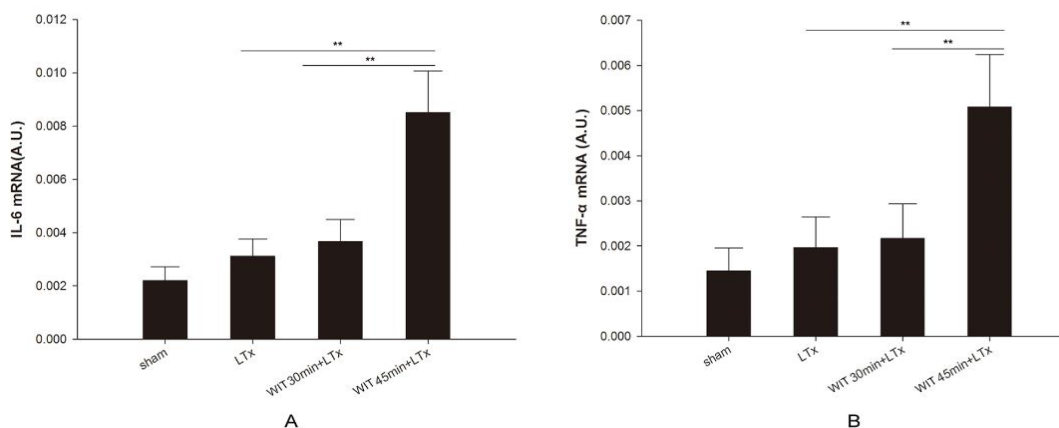 IL-6 mRNA(A.U.)
0.012
0.010
0.008
0.006
0.004
0.002
0.000
**
**
sham
LTx
WIT 30min+LTx
WIT 45min+LTx
A
TNF-α mRNA (A.U.)
0.007
0.006
0.005
0.004
0.003
0.002
0.001
0.000
**
**
sham
LTx
WIT 30min+LTx
WIT 45min+LTx
B